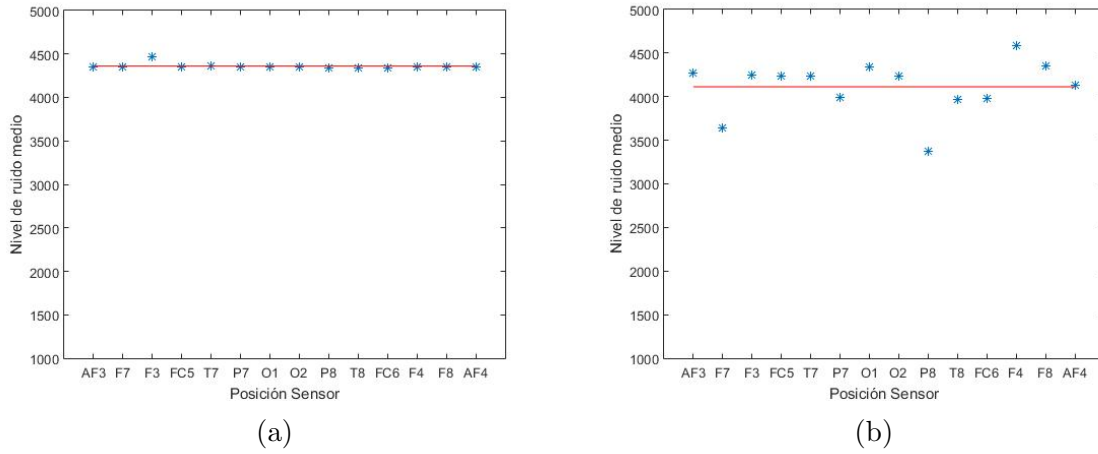 5000
4500
4000
3500
3000
2500
2000
1500
1000
Nivel de ruido medio
AF3 F7 F3 FC5 T7 P7 O1 O2 P8 T8 FC6 F4 F8 AF4
Posición Sensor
(a)
5000
4500
4000
3500
3000
2500
2000
1500
1000
Nivel de ruido medio
AF3 F7 F3 FC5 T7 P7 O1 O2 P8 T8 FC6 F4 F8 AF4
Posición Sensor
(b)